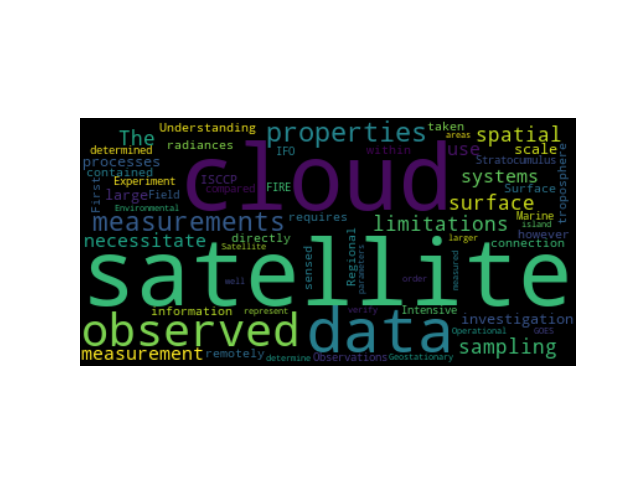 Understanding
taken
The
properties
spatial
determined
radiances
IFO
within
use
scale
processes
cloud
Stratocumulus
contained
systems
troposphere
Experiment
ISCCP
compared
FIRE
Surface
First
large
Field
surface
Environmental
measurements
requires
limitations
Marine
areas
island
however
necessitate
directly
Satellite
larger
connection
satellite
sensed
Regional
parameters
measured
well
order
information
represent
verify
Intensive
investigation
observed
data
Operational
GOES
sampling
measurement
remotely
determine
Observations
Geostationary